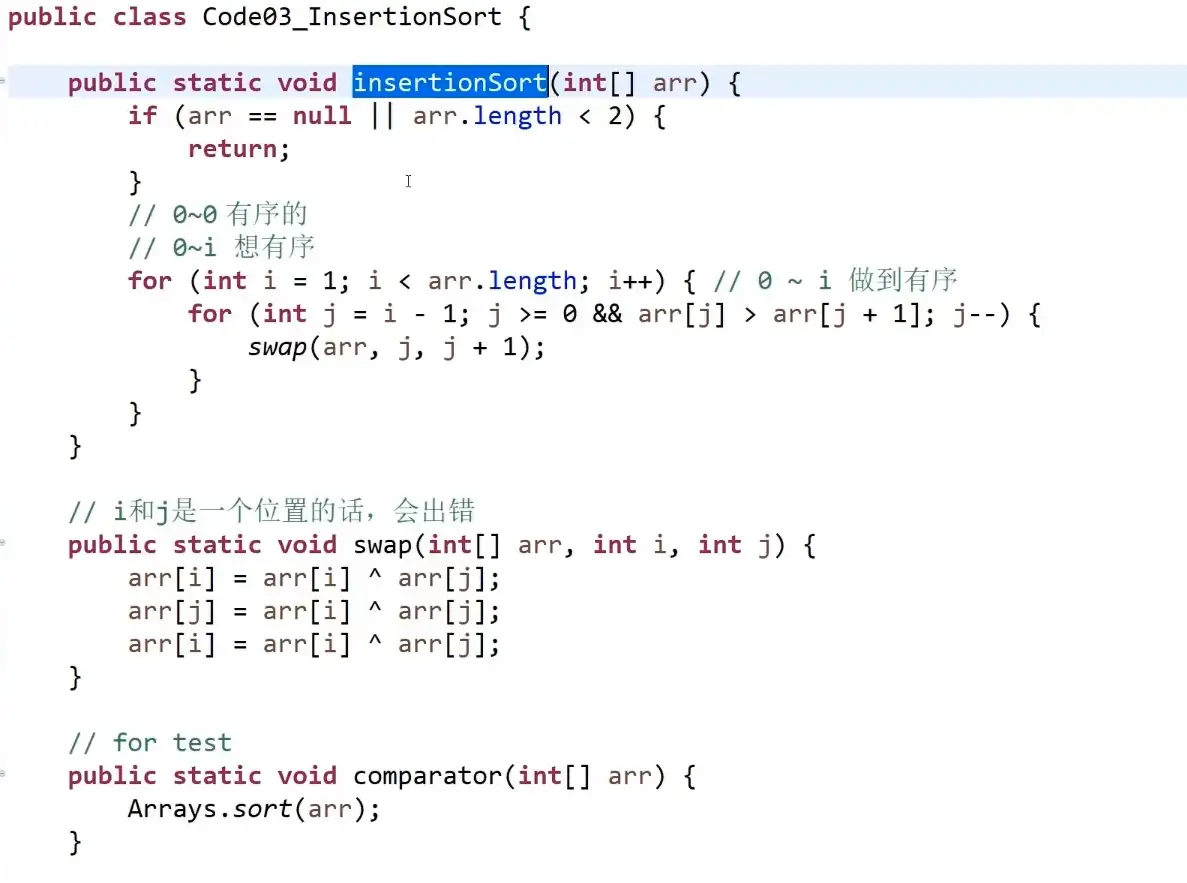 public class Code03_InsertionSort {
public static void insertionSort(int[] arr) {
if (arr == null || arr.length < 2) {
return;
}
// 0~0 有序的
// 0~i 想有序
for (int i = 1; i < arr.length; i++) { // 0 ~ i 做到有序
for (int j = i - 1; j >= 0 && arr[j] > arr[j + 1]; j--) {
swap(arr, j, j + 1);
}
}
}
// i和j是一个位置的话，会出错
public static void swap(int[] arr, int i, int j) {
arr[i] = arr[i] ^ arr[j];
arr[j] = arr[i] ^ arr[j];
arr[i] = arr[i] ^ arr[j];
}
// for test
public static void comparator(int[] arr) {
Arrays.sort(arr);
}